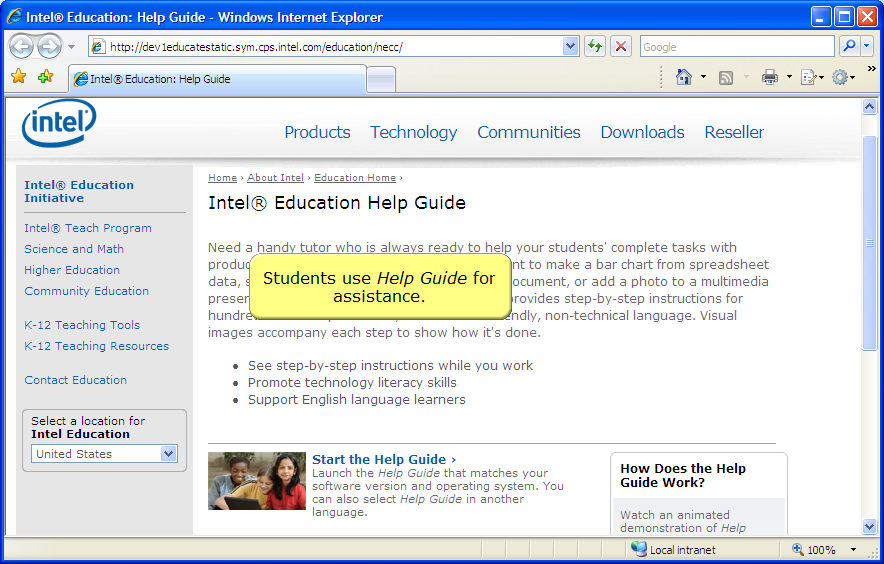 Intel® Education: Help Guide - Windows Internet Explorer
http://dev1educatestatic.sym.cps.intel.com/education/necc/
Google
Intel® Education: Help Guide
intel
Products Technology Communities Downloads Reseller
Intel® Education
Initiative
Intel® Teach Program
Science and Math
Higher Education
Community Education
K-12 Teaching Tools
K-12 Teaching Resources
Contact Education
Select a location for
Intel Education
United States
Home › About Intel › Education Home ›
Intel® Education Help Guide
Need a handy tutor who is always ready to help your students' complete tasks with
nt to make a bar chart from spreadsheet
data, ocument, or add a photo to a multimedia
provides step-by-step instructions for
endly, non-technical language. Visual
images accompany each step to show how it's done.
Students use Help Guide for
assistance.
• See step-by-step instructions while you work
• Promote technology literacy skills
• Support English language learners
Start the Help Guide ›
Launch the Help Guide that matches your
software version and operating system. You
can also select Help Guide in another
language.
How Does the Help
Guide Work?
Watch an animated
demonstration of Help
Local intranet
100%